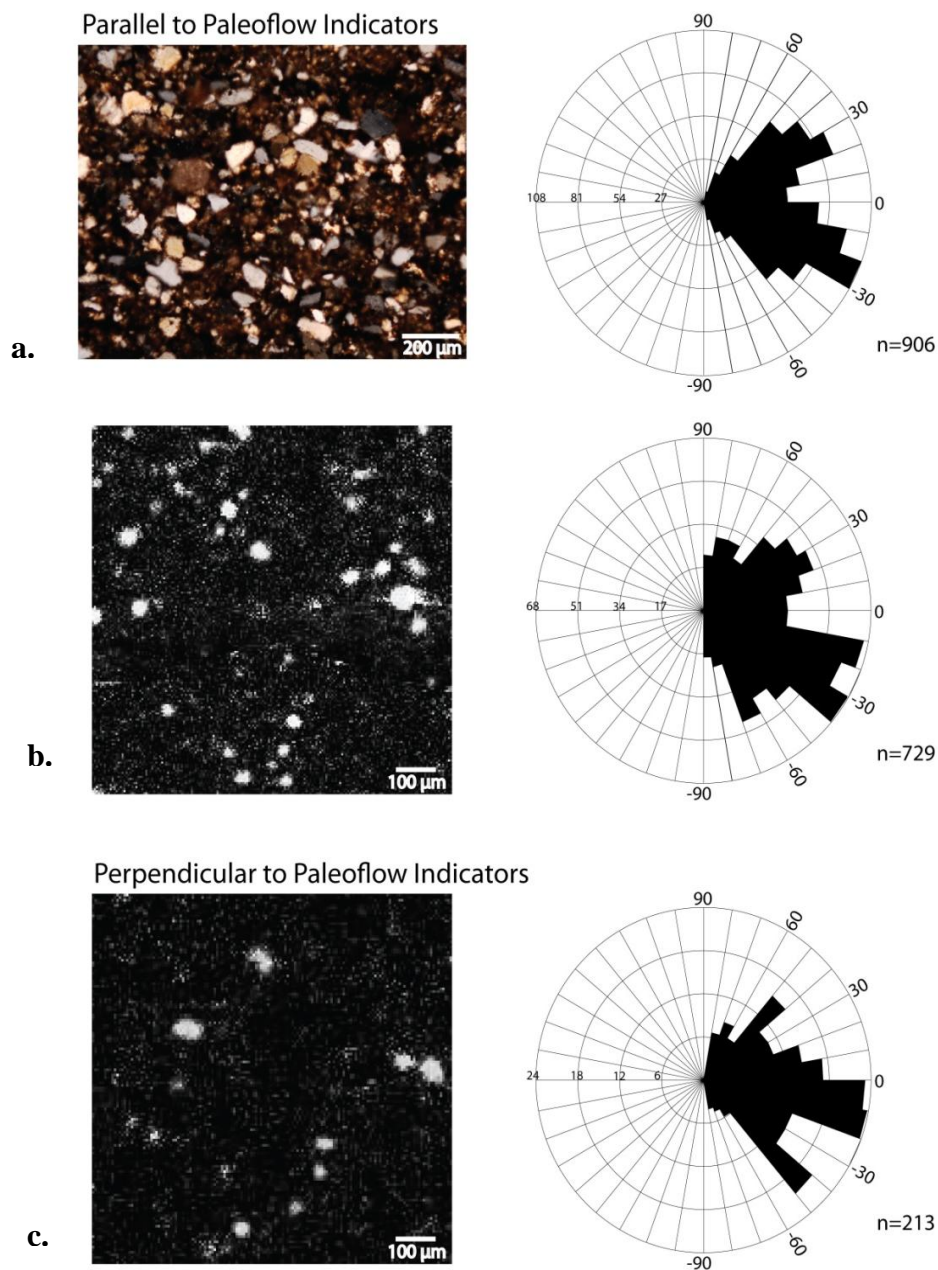 Parallel to Paleoflow Indicators
90
60
30
108 81 54 27 0
-30
200 µm
a.
n=906
-60
-90
90
60
30
68 51 34 17 0
-30
b.
100 µm
n=729
-60
-90
Perpendicular to Paleoflow Indicators
90
60
30
24 18 12 6 0
-30
c.
100 µm
n=213
-60
-90